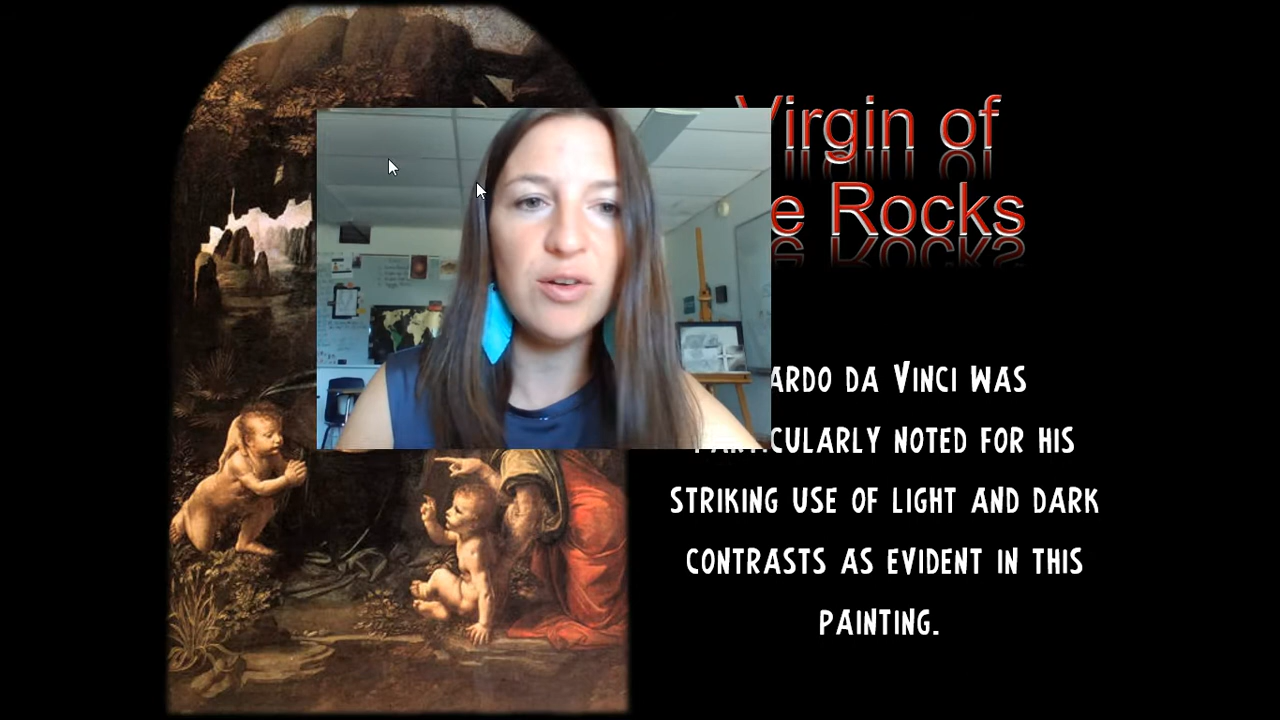 Virgin of
e Rocks
ARDO DA VINCI WAS
PARTICULARLY NOTED FOR HIS
STRIKING USE OF LIGHT AND DARK
CONTRASTS AS EVIDENT IN THIS
PAINTING.